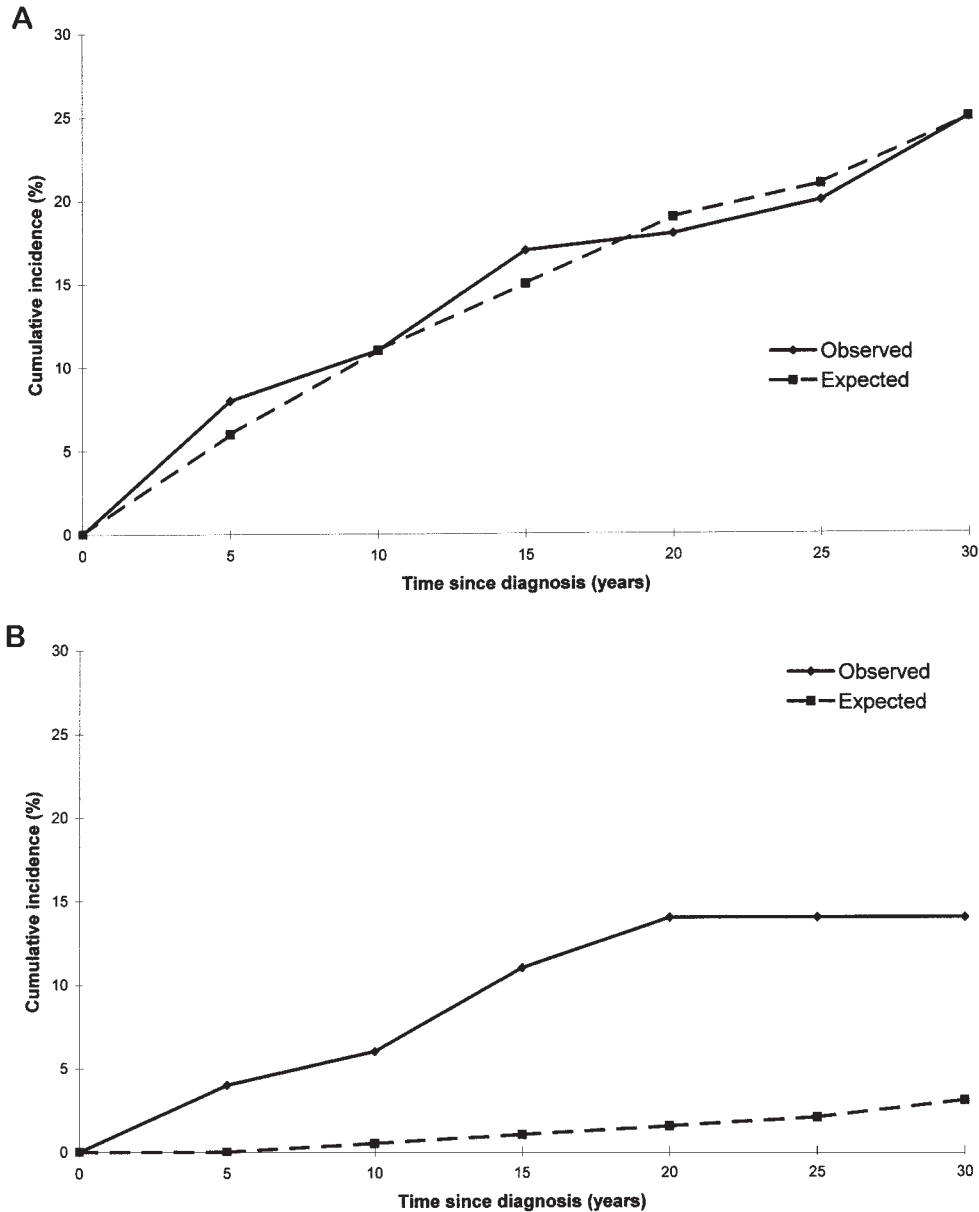 A
30
25
20
15
10
5
0
Cumulative incidence (%)
Observed
Expected
0 5 10 15 20 25 30
Time since diagnosis (years)
B
30
25
20
15
10
5
0
Cumulative incidence (%)
Observed
Expected
0 5 10 15 20 25 30
Time since diagnosis (years)